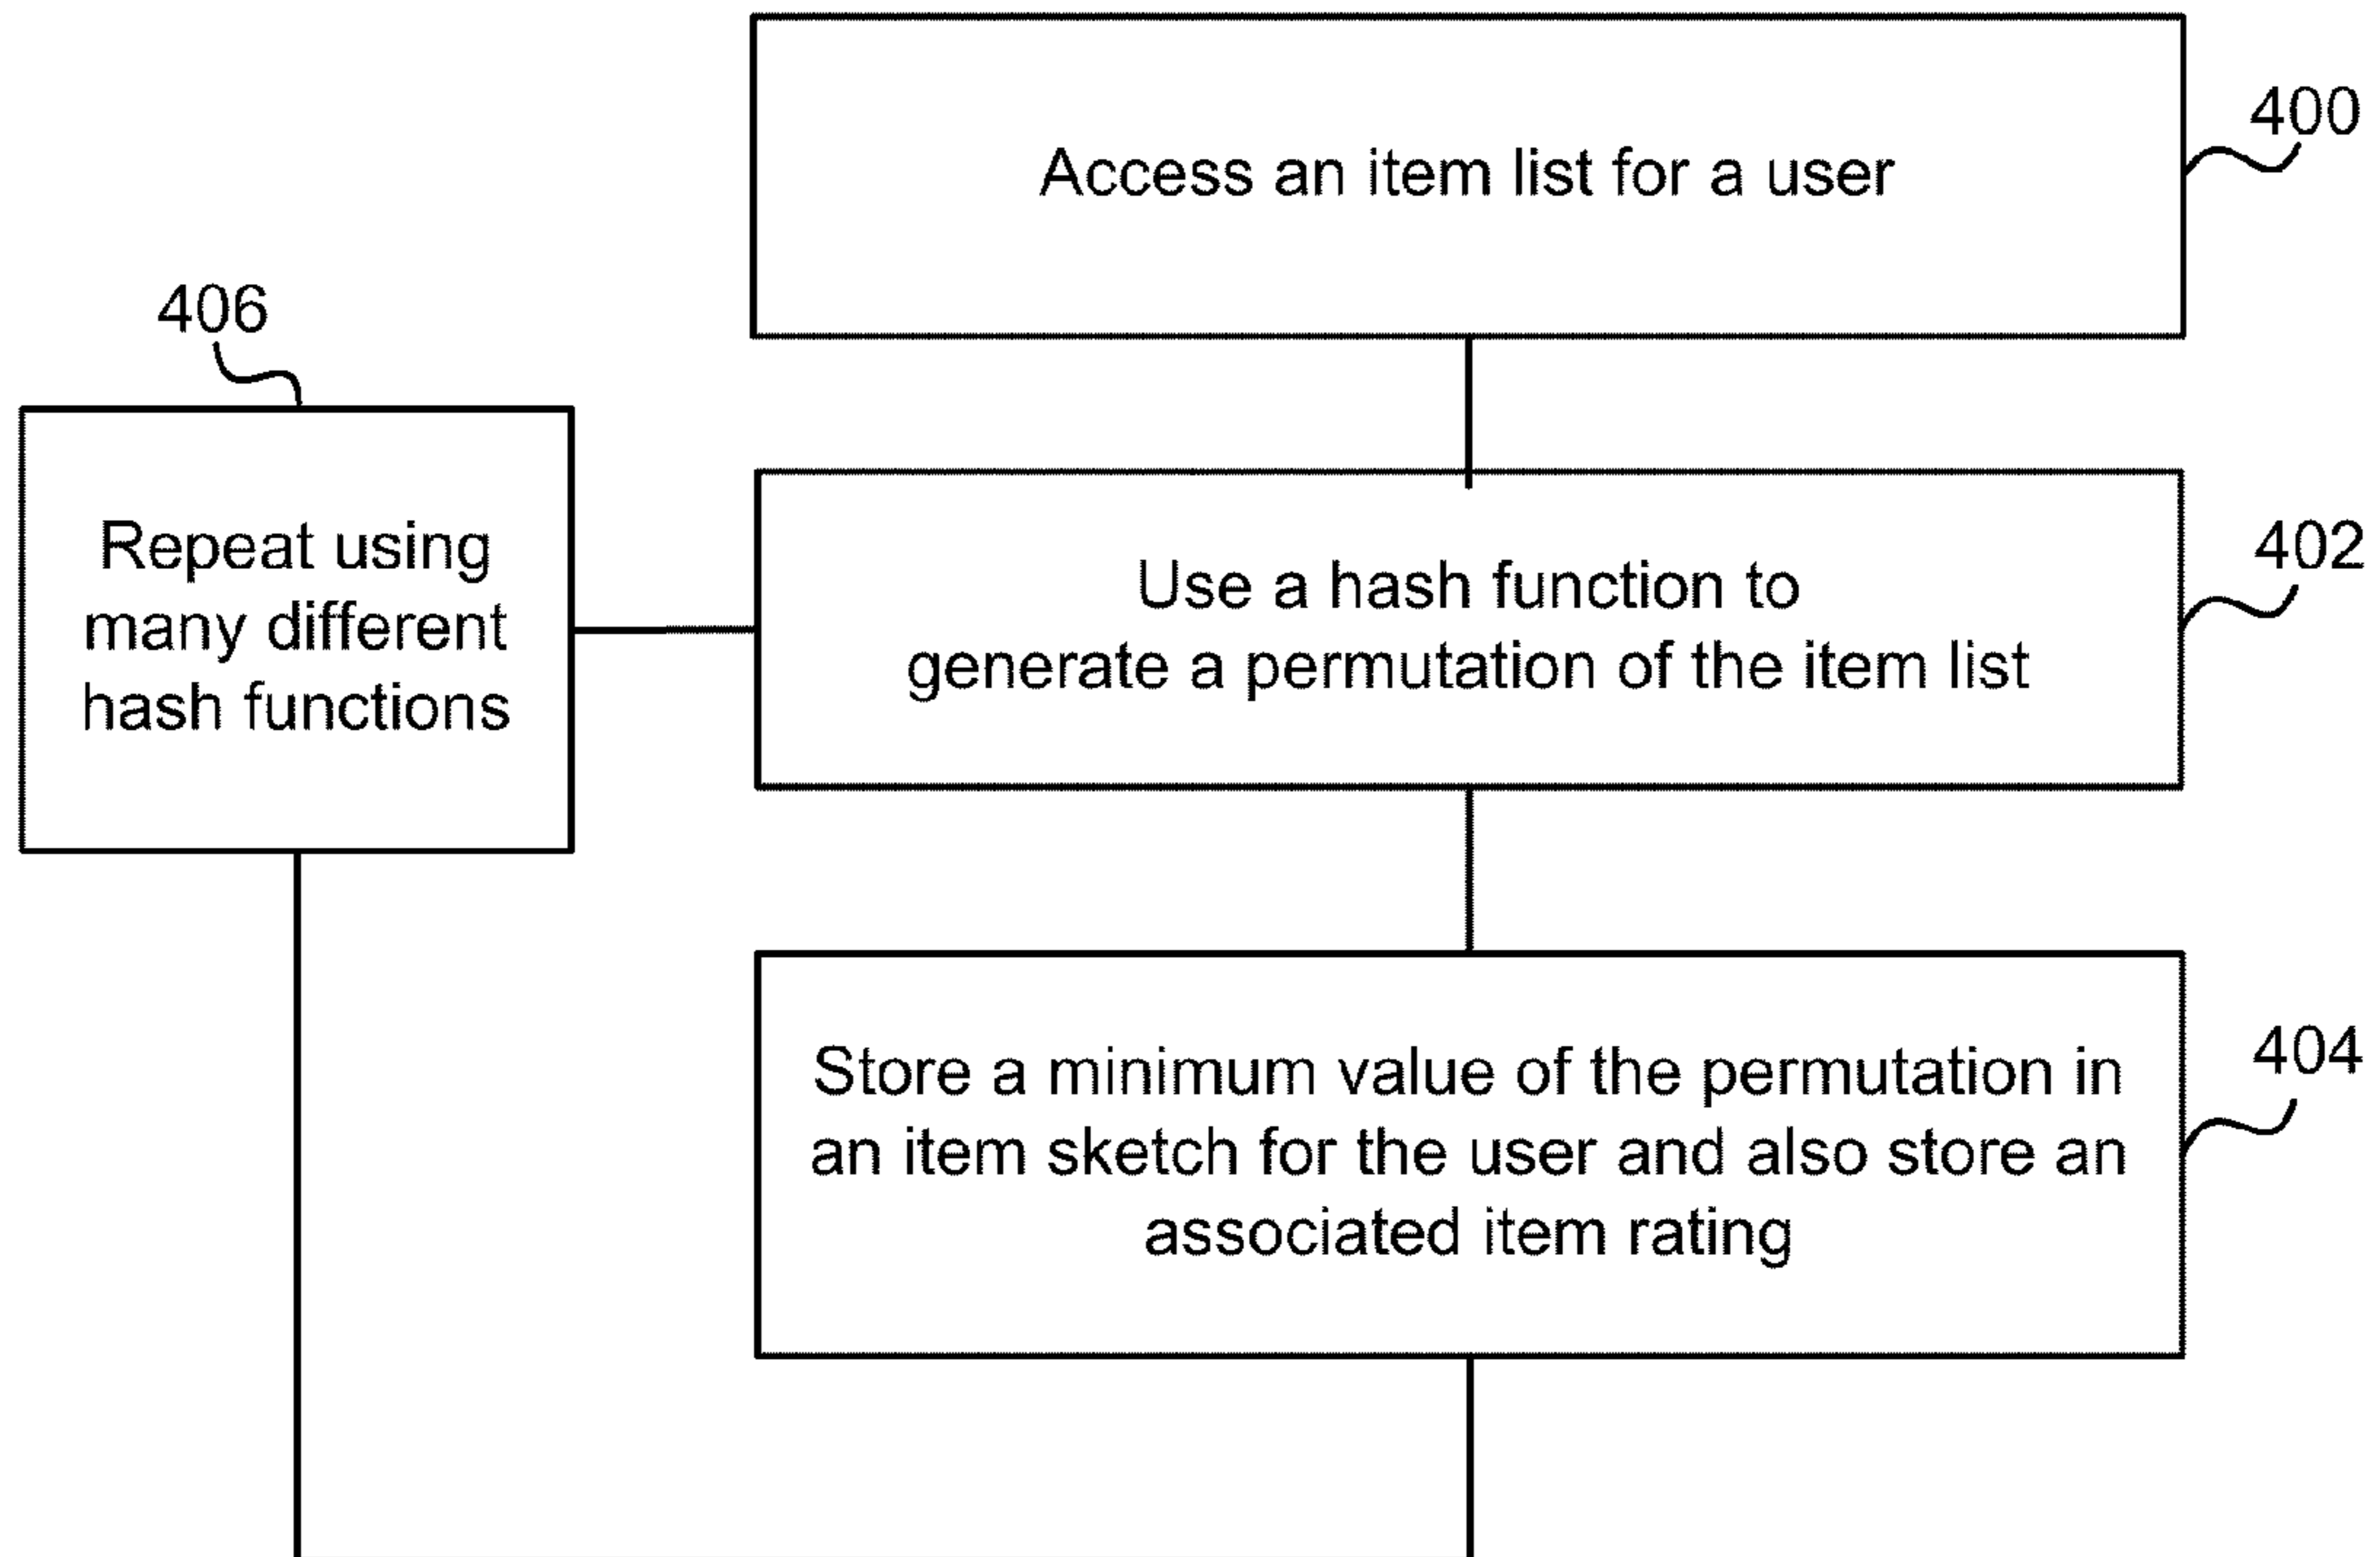 Access an item list for a user
400
406
Repeat using
many different
hash functions
Use a hash function to
generate a permutation of the item list
402
Store a minimum value of the permutation in
an item sketch for the user and also store an
associated item rating
404